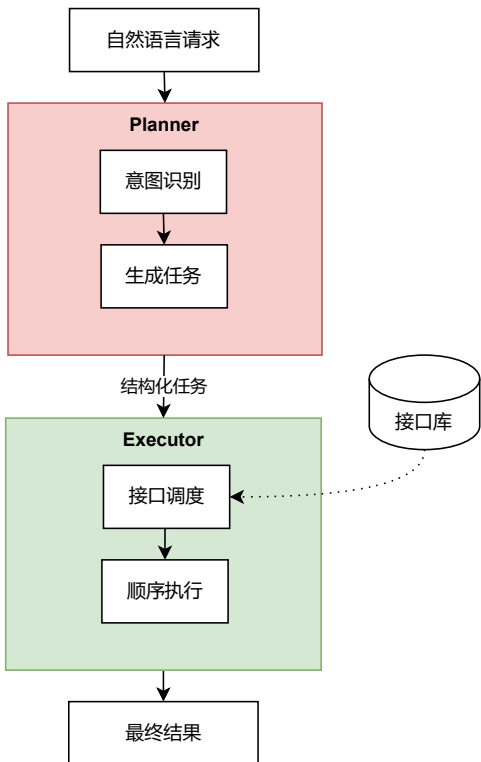 自然语言请求
Planner
意图识别
生成任务
结构化任务
接口库
Executor
接口调度
顺序执行
最终结果